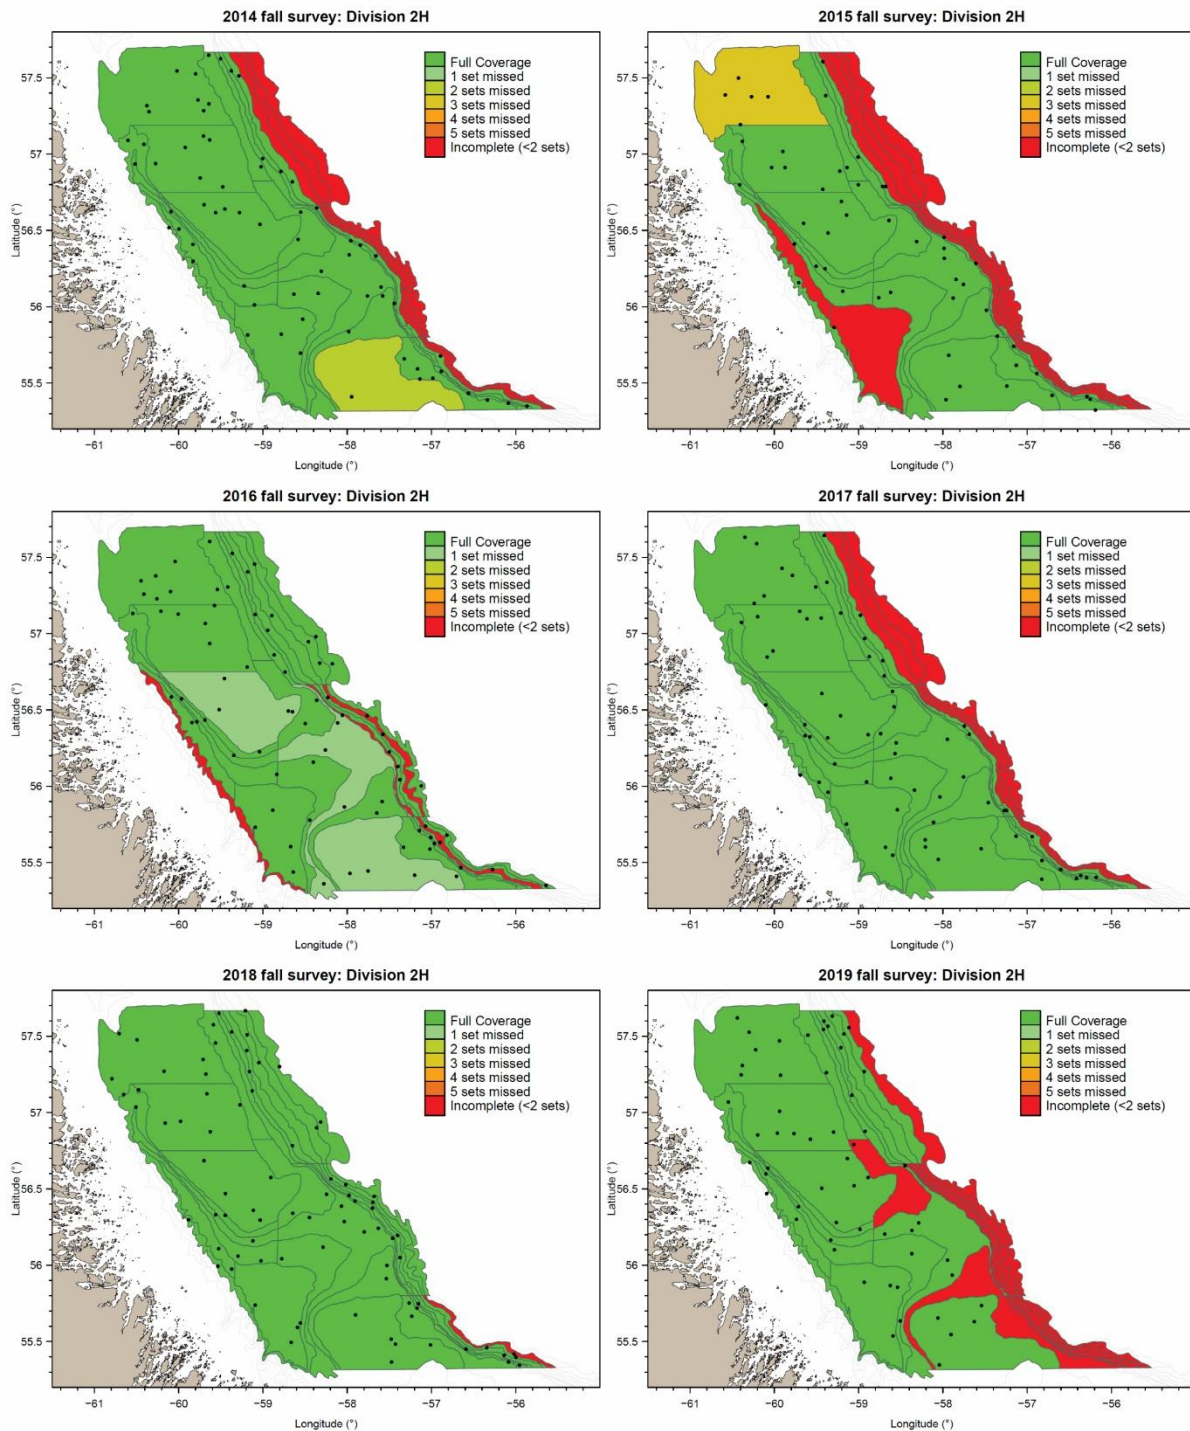 2014 fall survey: Division 2H
Full Coverage
1 set missed
2 sets missed
3 sets missed
4 sets missed
5 sets missed
Incomplete (<2 sets)
57.5
57
56.5
56
55.5
Latitude (°)
−61 −60 −59 −58 −57 −56
Longitude (°)
2015 fall survey: Division 2H
Full Coverage
1 set missed
2 sets missed
3 sets missed
4 sets missed
5 sets missed
Incomplete (<2 sets)
57.5
57
56.5
56
55.5
Latitude (°)
−61 −60 −59 −58 −57 −56
Longitude (°)
2016 fall survey: Division 2H
Full Coverage
1 set missed
2 sets missed
3 sets missed
4 sets missed
5 sets missed
Incomplete (<2 sets)
57.5
57
56.5
56
55.5
Latitude (°)
−61 −60 −59 −58 −57 −56
Longitude (°)
2017 fall survey: Division 2H
Full Coverage
1 set missed
2 sets missed
3 sets missed
4 sets missed
5 sets missed
Incomplete (<2 sets)
57.5
57
56.5
56
55.5
Latitude (°)
−61 −60 −59 −58 −57 −56
Longitude (°)
2018 fall survey: Division 2H
Full Coverage
1 set missed
2 sets missed
3 sets missed
4 sets missed
5 sets missed
Incomplete (<2 sets)
57.5
57
56.5
56
55.5
Latitude (°)
−61 −60 −59 −58 −57 −56
Longitude (°)
2019 fall survey: Division 2H
Full Coverage
1 set missed
2 sets missed
3 sets missed
4 sets missed
5 sets missed
Incomplete (<2 sets)
57.5
57
56.5
56
55.5
Latitude (°)
−61 −60 −59 −58 −57 −56
Longitude (°)